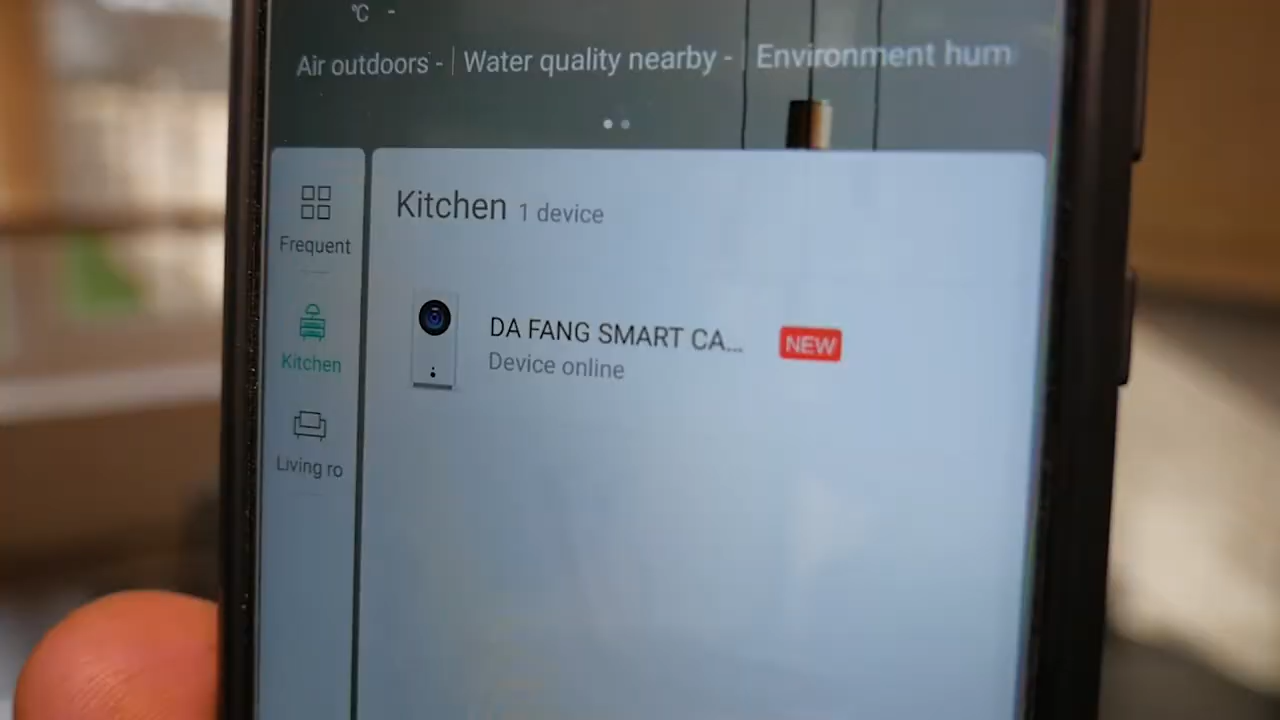 ℃ -
Air outdoors - | Water quality nearby - | Environment hum
Frequent
Kitchen
Living ro
Kitchen 1 device
DA FANG SMART CA...
Device online
NEW